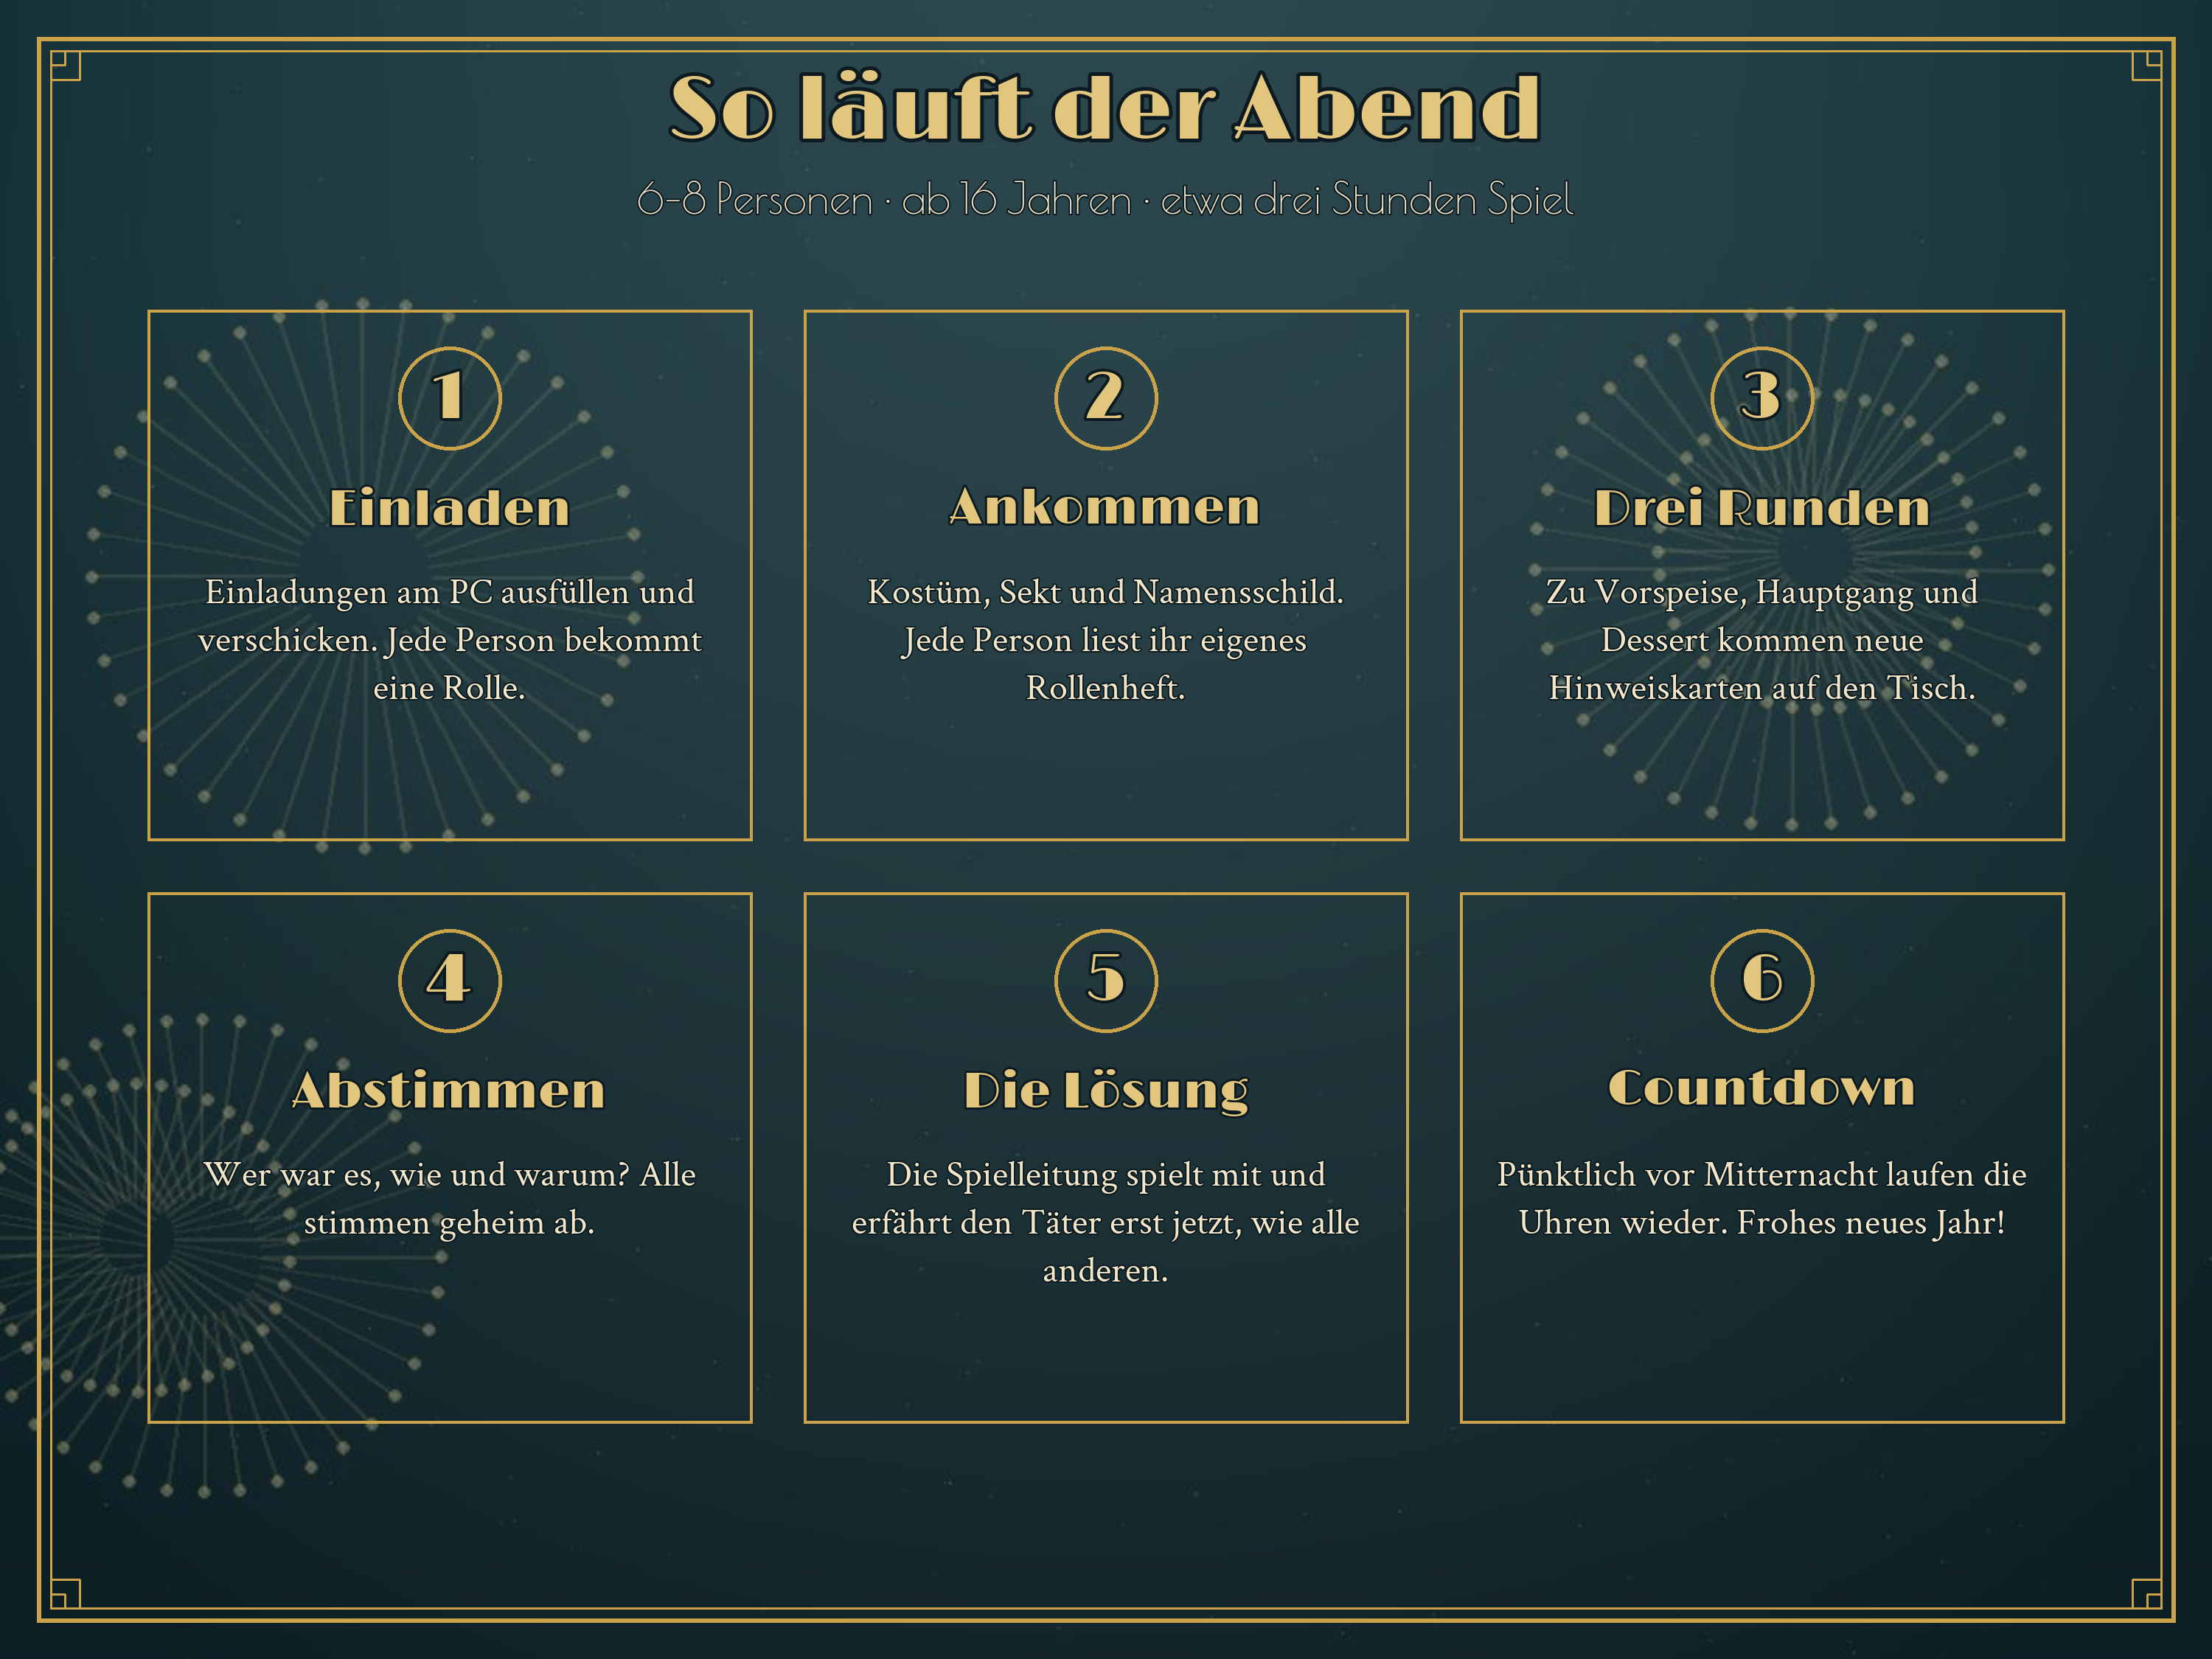 So läuft der Abend
6–8 Personen · ab 16 Jahren · etwa drei Stunden Spiel
1
Einladen
Einladungen am PC ausfüllen und
verschicken. Jede Person bekommt
eine Rolle.
2
Ankommen
Kostüm, Sekt und Namensschild.
Jede Person liest ihr eigenes
Rollenheft.
3
Drei Runden
Zu Vorspeise, Hauptgang und
Dessert kommen neue
Hinweiskarten auf den Tisch.
4
Abstimmen
Wer war es, wie und warum? Alle
stimmen geheim ab.
5
Die Lösung
Die Spielleitung spielt mit und
erfährt den Täter erst jetzt, wie alle
anderen.
6
Countdown
Pünktlich vor Mitternacht laufen die
Uhren wieder. Frohes neues Jahr!